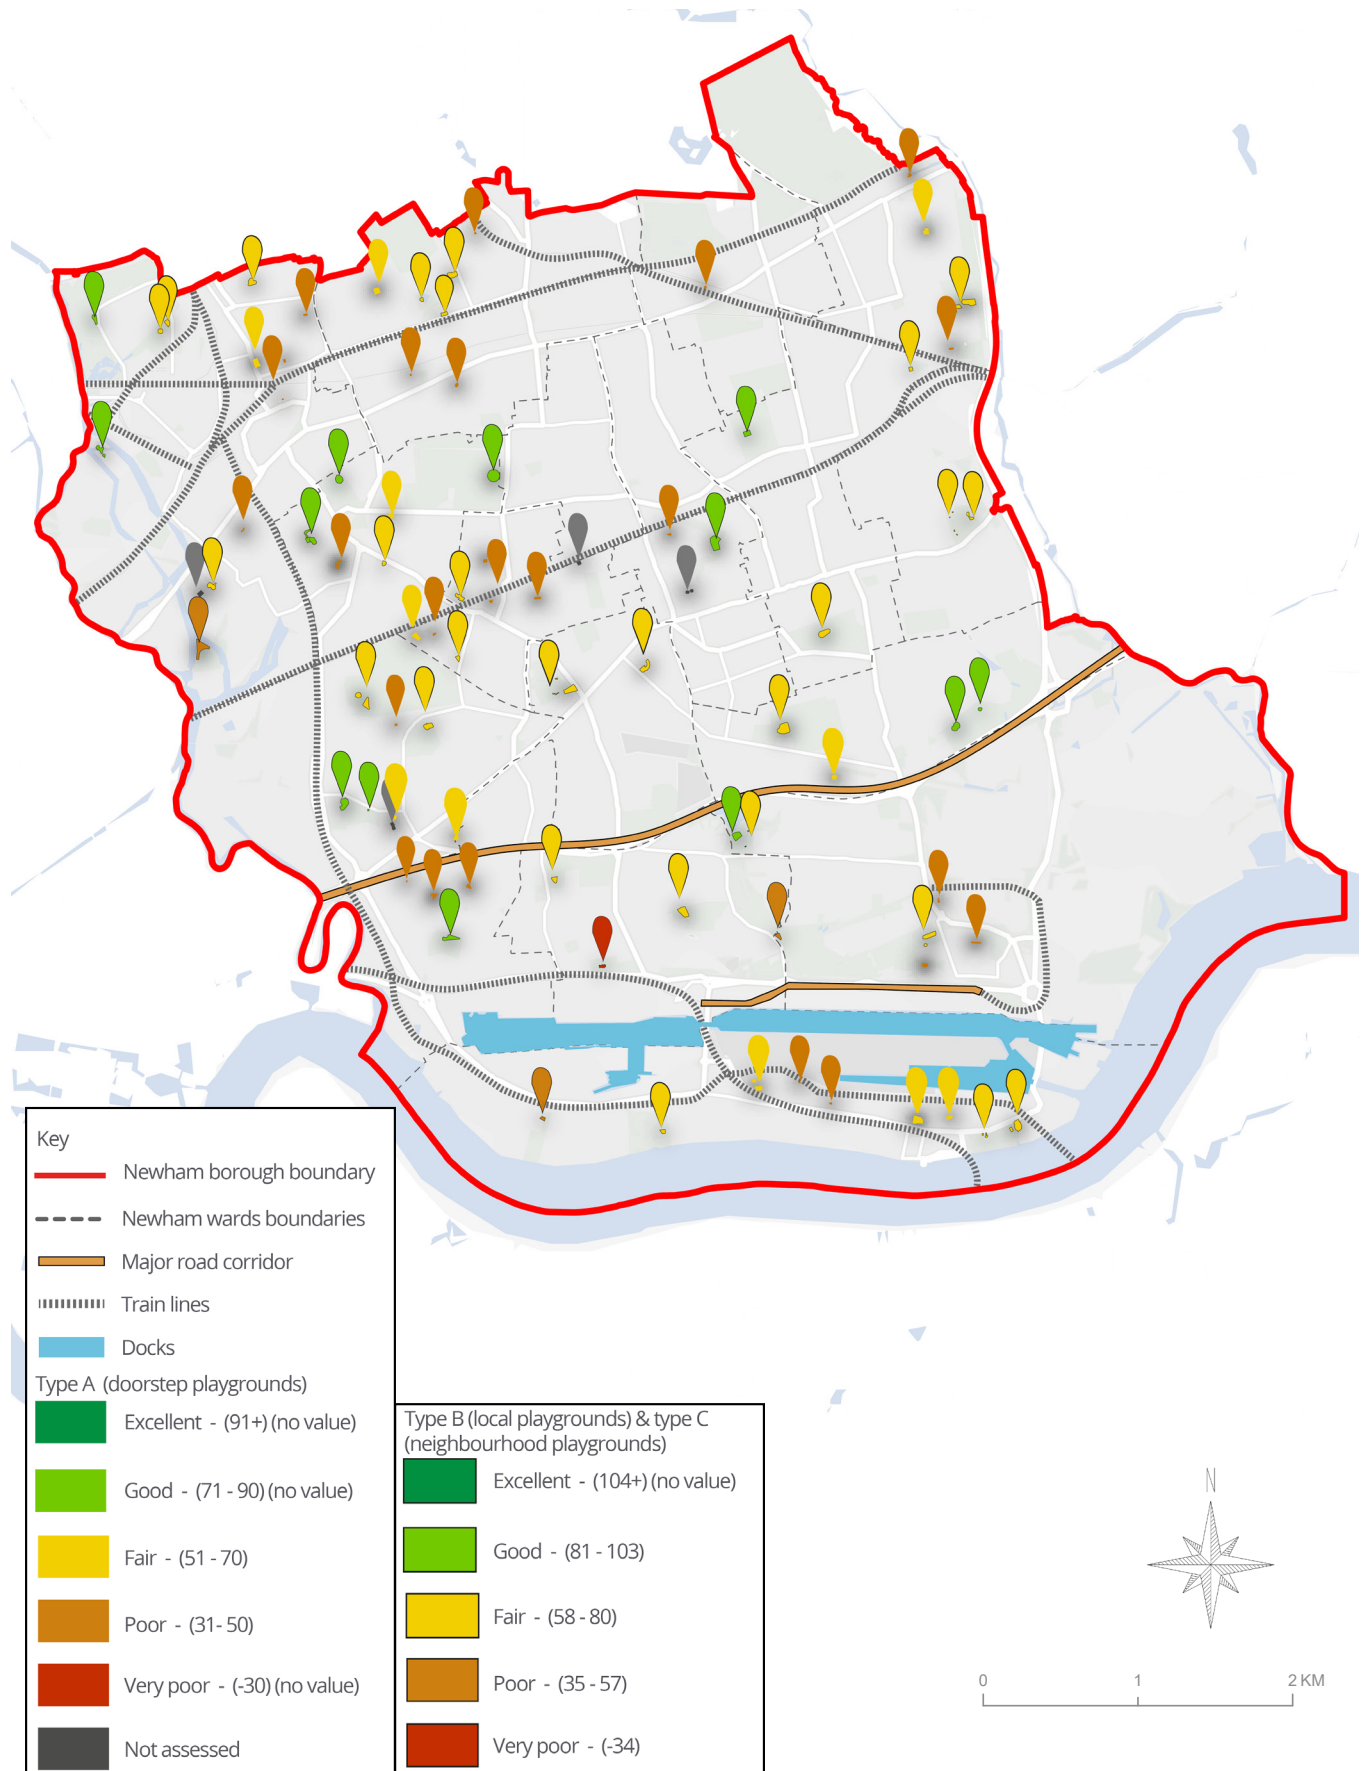 Key
Newham borough boundary
Newham wards boundaries
Major road corridor
Train lines
Docks
Type A (doorstep playgrounds)
Excellent - (91+) (no value)
Good - (71 - 90) (no value)
Fair - (51 - 70)
Poor - (31- 50)
Very poor - (-30) (no value)
Not assessed
Type B (local playgrounds) & type C
(neighbourhood playgrounds)
Excellent - (104+) (no value)
Good - (81 - 103)
Fair - (58 - 80)
Poor - (35 - 57)
Very poor - (-34)
N
0 1 2 KM